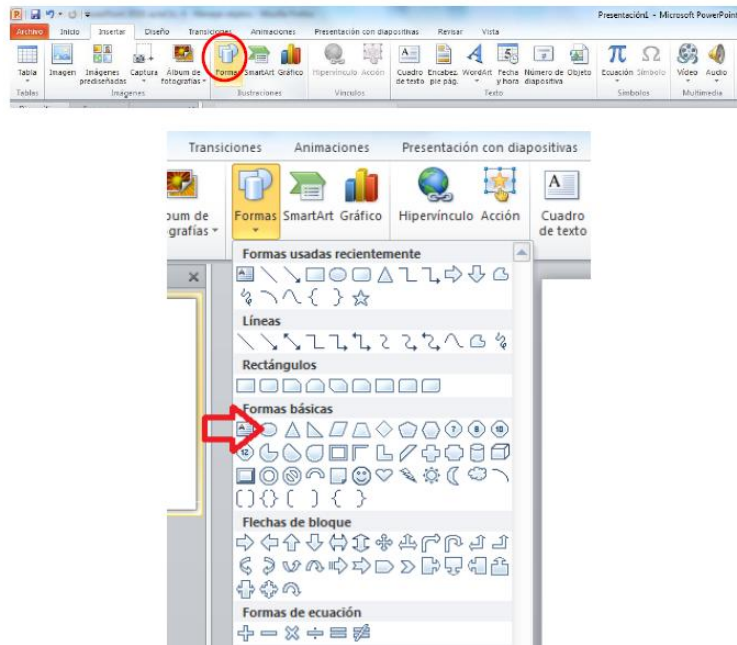 Presentación1 - Microsoft PowerPoint
Archivo Inicio Insertar Diseño Transiciones Animaciones Presentación con diapositivas Revisar Vista
Tabla Imagen Imágenes prediseñadas Captura Álbum de fotografías Formas SmartArt Gráfico Hipervínculo Acción Cuadro de texto Encabez. pie pág. WordArt Fecha y hora Número de diapositiva Objeto Ecuación Símbolo Vídeo Audio
Tablas Imágenes Ilustraciones Vínculos Texto Símbolos Multimedia
Transiciones Animaciones Presentación con diapositivas
bum de Formas SmartArt Gráfico Hipervínculo Acción Cuadro
grafías de texto
Formas usadas recientemente
Líneas
Rectángulos
Formas básicas
7 8 10
12
Flechas de bloque
Formas de ecuación